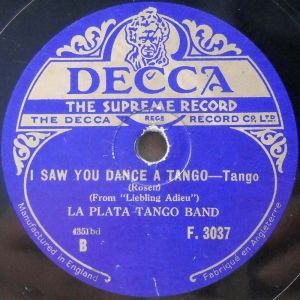 DECCA
THE SUPREME RECORD
THE DECCA REGD RECORD CO. LTD.
I SAW YOU DANCE A TANGO—Tango
(Rosen)
(From "Liebling Adieu")
LA PLATA TANGO BAND
4351bd
B
F. 3037
Manufactured in England
Fabriqué en Angleterre